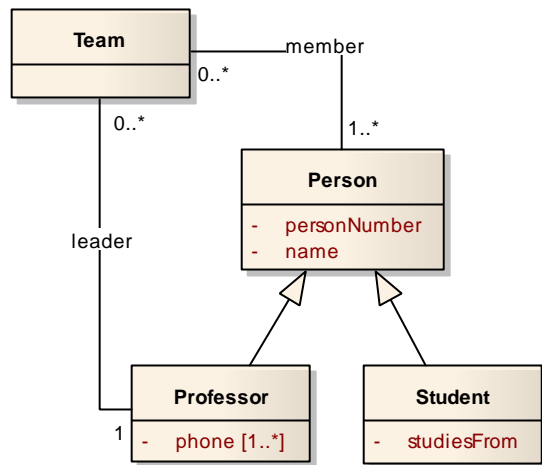 Team
member
0..*
0..*
1..*
Person
- personNumber
- name
leader
Professor
1
- phone [1..*]
Student
- studiesFrom